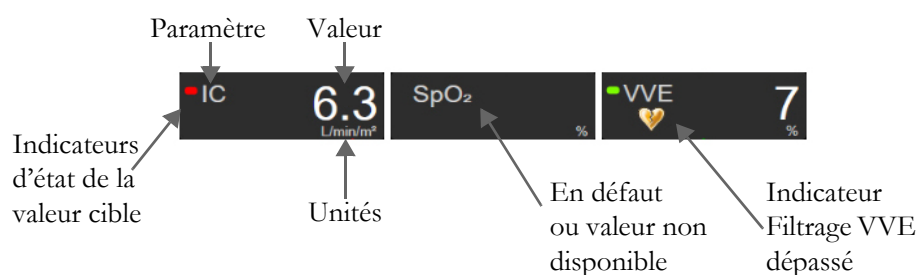 Paramètre
Valeur
IC
6.3
L/min/m²
SpO₂
%
VVE
7
%
Indicateurs
d'état de la
valeur cible
Unités
En défaut
ou valeur non
disponible
Indicateur
Filtrage VVE
dépassé